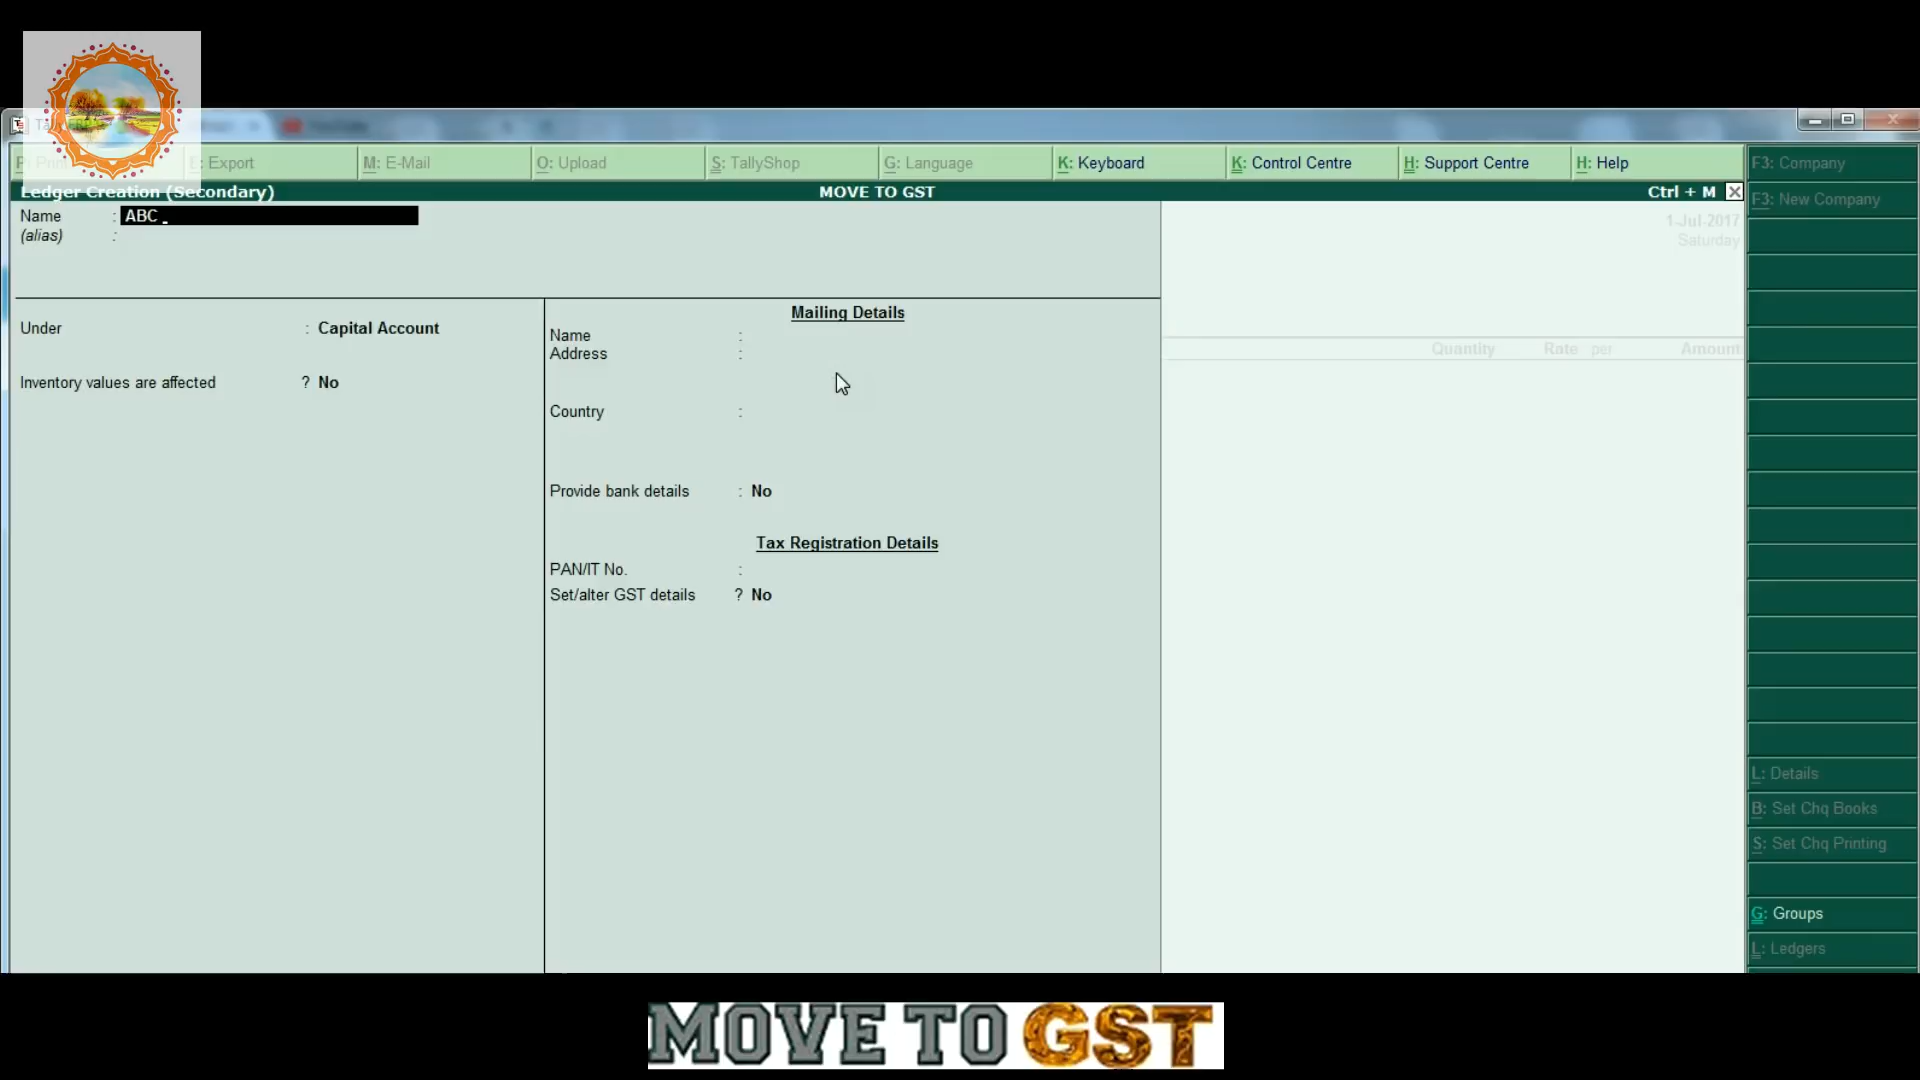 P: Print E: Export M: E-Mail O: Upload S: TallyShop G: Language K: Keyboard K: Control Centre H: Support Centre H: Help F3: Company
Ledger Creation (Secondary) MOVE TO GST Ctrl + M
F3: New Company
Name : ABC
(alias) :
1-Jul-2017
Saturday
Mailing Details
Under : Capital Account
Name :
Address :
Quantity Rate per Amount
Inventory values are affected ? No
Country :
Provide bank details : No
Tax Registration Details
PAN/IT No. :
Set/alter GST details ? No
L: Details
B: Set Chq Books
S: Set Chq Printing
G: Groups
L: Ledgers
MOVE TO GST